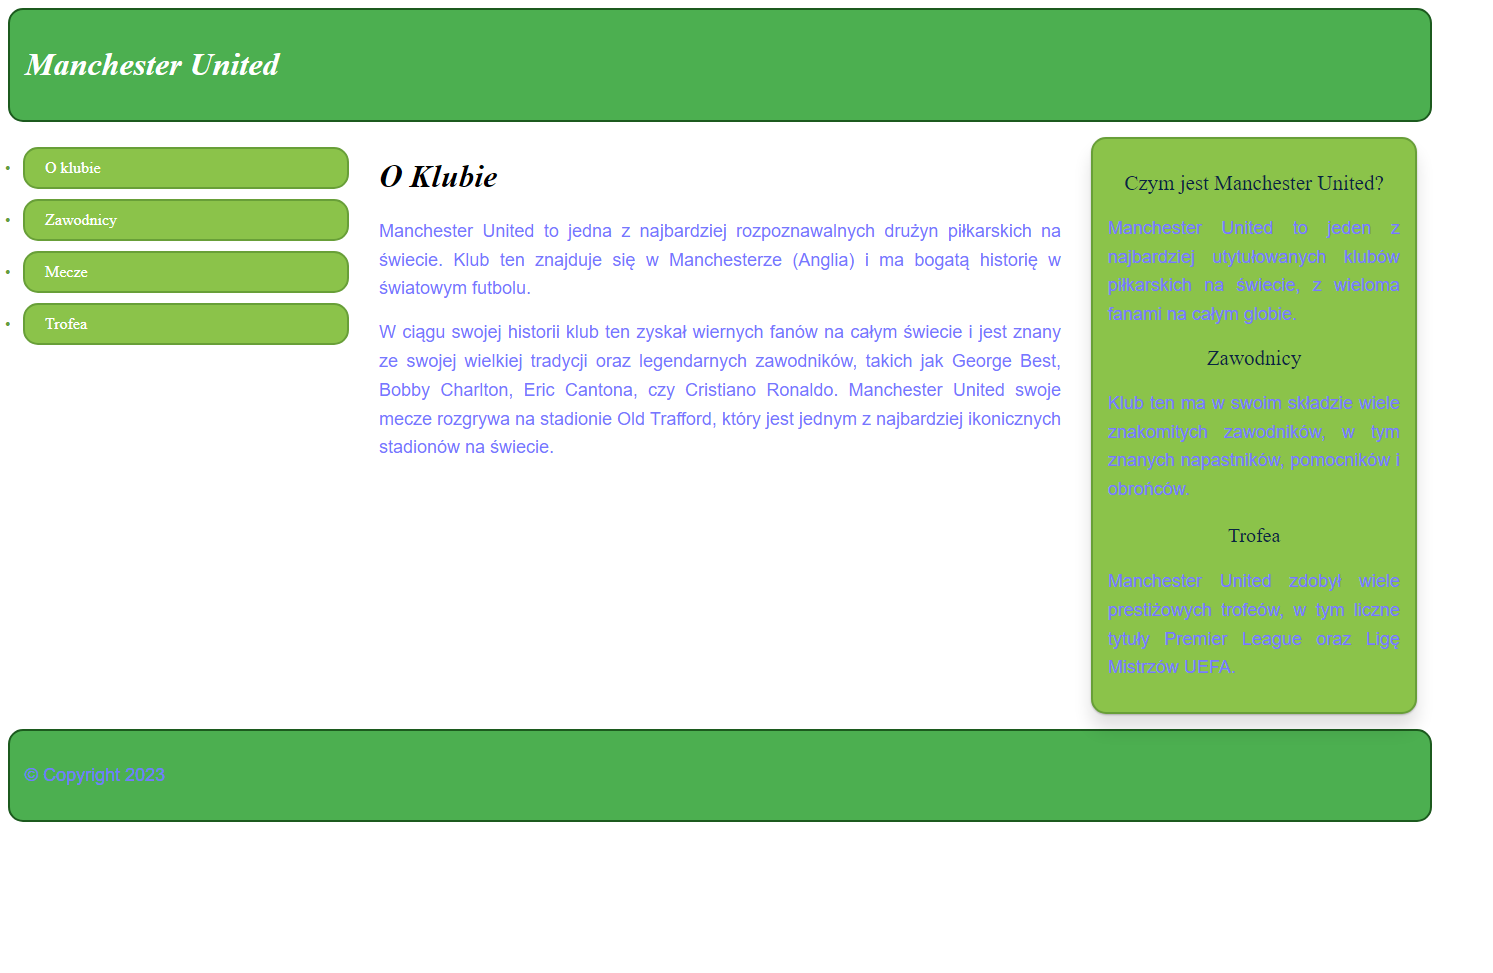 Manchester United
O klubie
Zawodnicy
Mecze
Trofea
O Klubie
Manchester United to jedna z najbardziej rozpoznawalnych drużyn piłkarskich na
świecie. Klub ten znajduje się w Manchesterze (Anglia) i ma bogatą historię w
światowym futbolu.
W ciągu swojej historii klub ten zyskał wiernych fanów na całym świecie i jest znany
ze swojej wielkiej tradycji oraz legendarnych zawodników, takich jak George Best,
Bobby Charlton, Eric Cantona, czy Cristiano Ronaldo. Manchester United swoje
mecze rozgrywa na stadionie Old Trafford, który jest jednym z najbardziej ikonicznych
stadionów na świecie.
Czym jest Manchester United?
Manchester United to jeden z
najbardziej utytułowanych klubów
piłkarskich na świecie, z wieloma
fanami na całym globie.
Zawodnicy
Klub ten ma w swoim składzie wiele
znakomitych zawodników, w tym
znanych napastników, pomocników i
obrońców.
Trofea
Manchester United zdobył wiele
prestiżowych trofeów, w tym liczne
tytuły Premier League oraz Ligę
Mistrzów UEFA.
© Copyright 2023